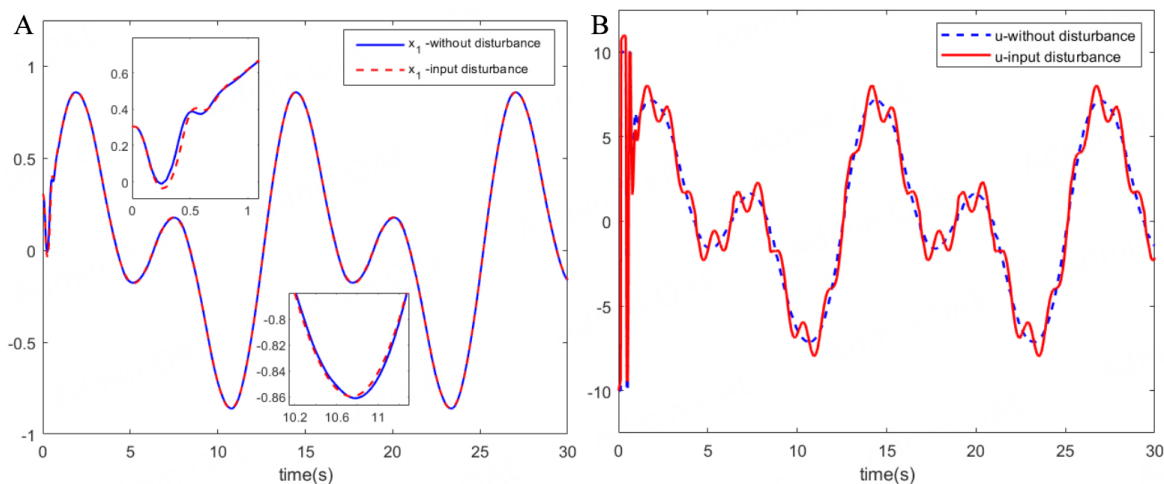 A
x1 -without disturbance
x1 -input disturbance
1
0.5
0
-0.5
-1
0 5 10 15 20 25 30
time(s)
0.6
0.4
0.2
0
0 0.5 1
-0.8
-0.82
-0.84
-0.86
10.2 10.6 11
B
u-without disturbance
u-input disturbance
10
5
0
-5
-10
0 5 10 15 20 25 30
time(s)